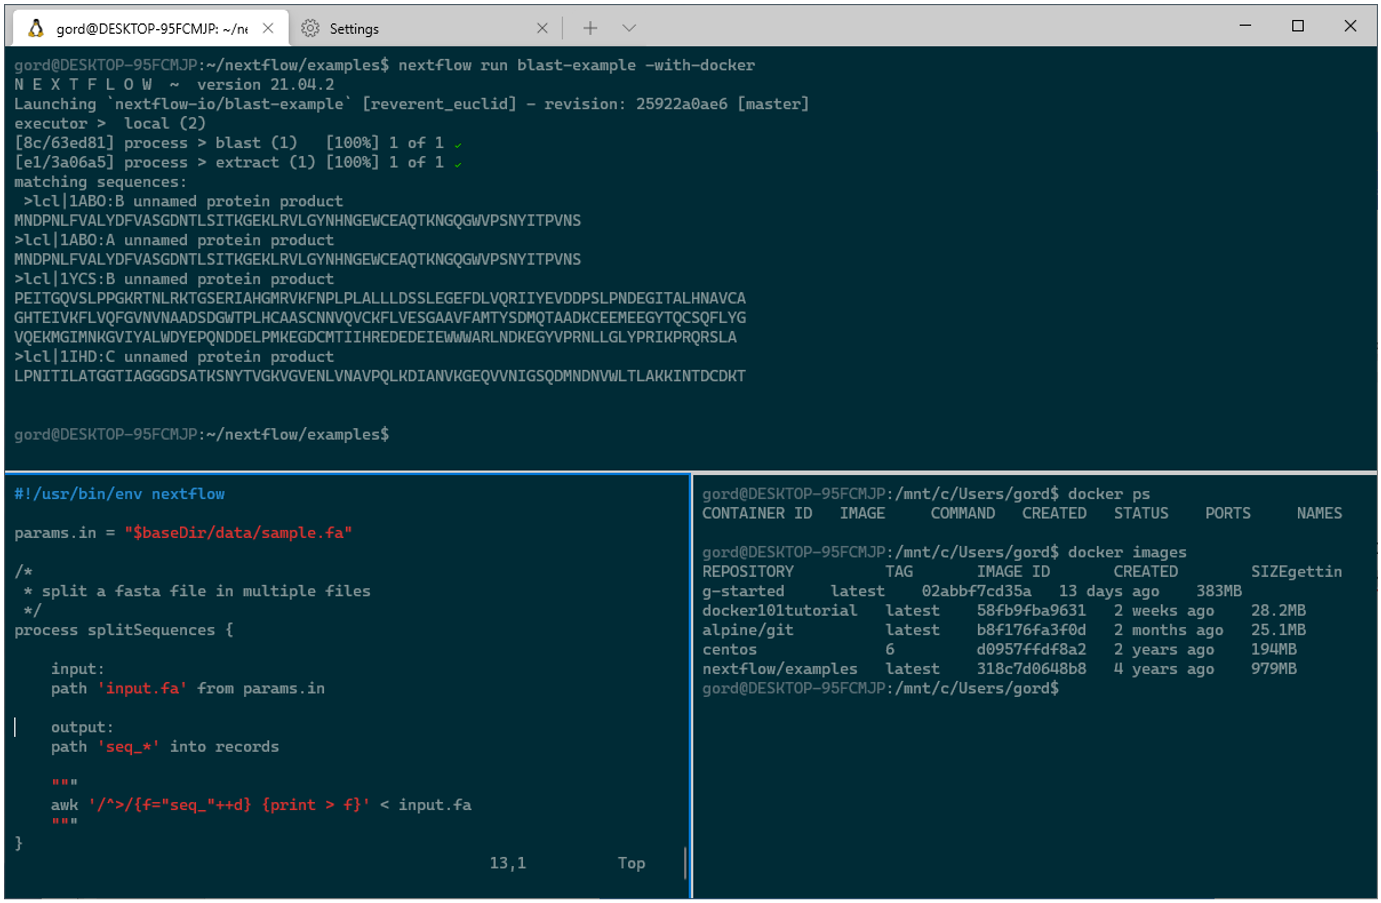 gord@DESKTOP-95FCMJP: ~/ne
Settings
gord@DESKTOP-95FCMJP:~/nextflow/examples$ nextflow run blast-example -with-docker
N E X T F L O W  ~  version 21.04.2
Launching `nextflow-io/blast-example` [reverent_euclid] - revision: 25922a0ae6 [master]
executor >  local (2)
[8c/63ed81] process > blast (1)   [100%] 1 of 1 ✔
[e1/3a06a5] process > extract (1) [100%] 1 of 1 ✔
matching sequences:
 >lcl|1ABO:B unnamed protein product
MNDPNLFVALYDFVASGDNTLSITKGEKLRVLGYNHNGEWCEAQTKNGQGWVPSNYITPVNS
>lcl|1ABO:A unnamed protein product
MNDPNLFVALYDFVASGDNTLSITKGEKLRVLGYNHNGEWCEAQTKNGQGWVPSNYITPVNS
>lcl|1YCS:B unnamed protein product
PEITGQVSLPPGKRTNLRKTGSERIAHGMRVKFNPLPLALLLDSSLEGEFDLVQRIIYEVDDPSLPNDEGITALHNAVCA
GHTEIVKFLVQFGVNVNAADSDGWTPLHCAASCNNVQVCKFLVESGAAVFAMTYSDMQTAADKCEEMEEGYTQCSQFLYG
VQEKMGIMNKGVIYALWDYEPQNDDELPMKEGDCMTIIHREDEDEIEWWWARLNDKEGYVPRNLLGLYPRIKPRQRSLA
>lcl|1IHD:C unnamed protein product
LPNITILATGGTIAGGGDSATKSNYTVGKVGVENLVNAVPQLKDIANVKGEQVVNIGSQDMNDNVWLTLAKKINTDCDKT
gord@DESKTOP-95FCMJP:~/nextflow/examples$
#!/usr/bin/env nextflow
params.in = "$baseDir/data/sample.fa"
/*
 * split a fasta file in multiple files
 */
process splitSequences {
    input:
    path 'input.fa' from params.in
    output:
    path 'seq_*' into records
    """
    awk '/^>/{f="seq_"++d} {print > f}' < input.fa
    """
}
13,1          Top
gord@DESKTOP-95FCMJP:/mnt/c/Users/gord$ docker ps
CONTAINER ID   IMAGE     COMMAND   CREATED   STATUS    PORTS     NAMES
gord@DESKTOP-95FCMJP:/mnt/c/Users/gord$ docker images
REPOSITORY          TAG       IMAGE ID       CREATED        SIZEgettin
g-started     latest    02abbf7cd35a   13 days ago    383MB
docker101tutorial   latest    58fb9fba9631   2 weeks ago    28.2MB
alpine/git          latest    b8f176fa3f0d   2 months ago   25.1MB
centos              6         d0957ffdf8a2   2 years ago    194MB
nextflow/examples   latest    318c7d0648b8   4 years ago    979MB
gord@DESKTOP-95FCMJP:/mnt/c/Users/gord$